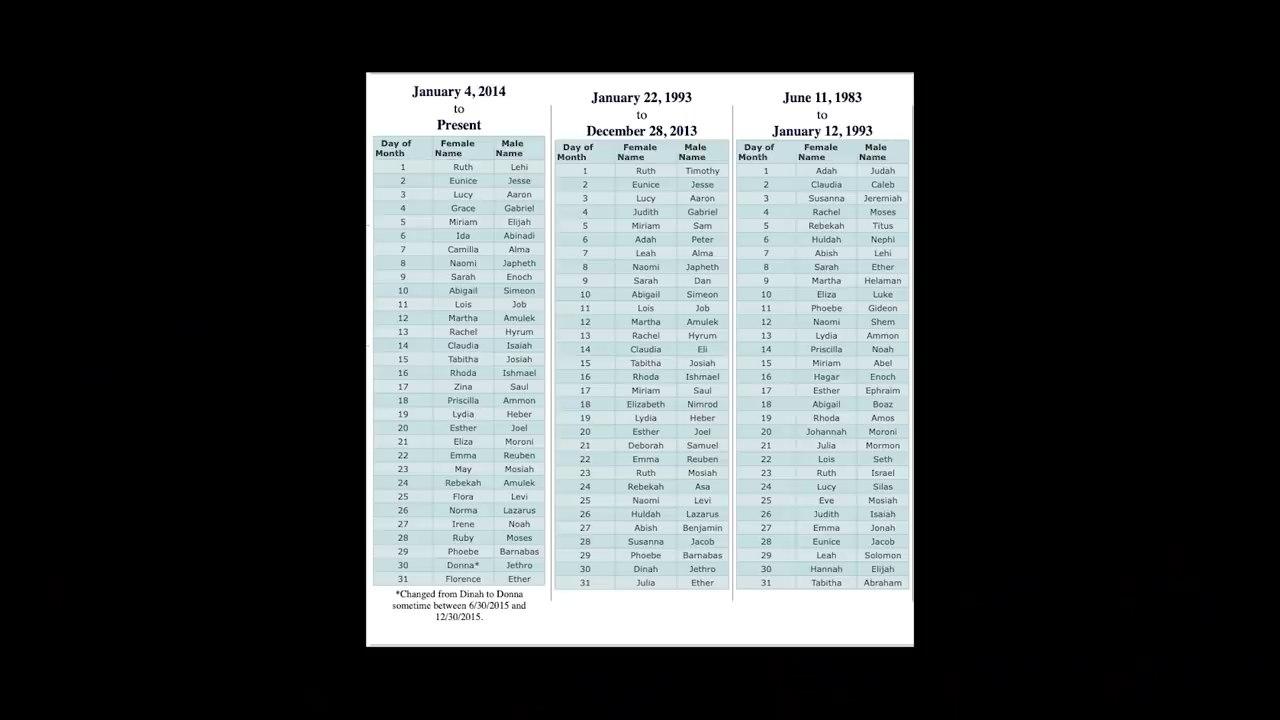 January 4, 2014
to
Present
Day of Month Female Name Male Name
1 Ruth Lehi
2 Eunice Jesse
3 Lucy Aaron
4 Grace Gabriel
5 Miriam Elijah
6 Ida Abinadi
7 Camilla Alma
8 Naomi Japheth
9 Sarah Enoch
10 Abigail Simeon
11 Lois Job
12 Martha Amulek
13 Rachel Hyrum
14 Claudia Isaiah
15 Tabitha Josiah
16 Rhoda Ishmael
17 Zina Saul
18 Priscilla Ammon
19 Lydia Heber
20 Esther Joel
21 Eliza Moroni
22 Emma Reuben
23 May Mosiah
24 Rebekah Amulek
25 Flora Levi
26 Norma Lazarus
27 Irene Noah
28 Ruby Moses
29 Phoebe Barnabas
30 Donna* Jethro
31 Florence Ether
*Changed from Dinah to Donna
sometime between 6/30/2015 and
12/30/2015.
January 22, 1993
to
December 28, 2013
Day of Month Female Name Male Name
1 Ruth Timothy
2 Eunice Jesse
3 Lucy Aaron
4 Judith Gabriel
5 Miriam Sam
6 Adah Peter
7 Leah Alma
8 Naomi Japheth
9 Sarah Dan
10 Abigail Simeon
11 Lois Job
12 Martha Amulek
13 Rachel Hyrum
14 Claudia Eli
15 Tabitha Josiah
16 Rhoda Ishmael
17 Miriam Saul
18 Elizabeth Nimrod
19 Lydia Heber
20 Esther Joel
21 Deborah Samuel
22 Emma Reuben
23 Ruth Mosiah
24 Rebekah Asa
25 Naomi Levi
26 Huldah Lazarus
27 Abish Benjamin
28 Susanna Jacob
29 Phoebe Barnabas
30 Dinah Jethro
31 Julia Ether
June 11, 1983
to
January 12, 1993
Day of Month Female Name Male Name
1 Adah Judah
2 Claudia Caleb
3 Susanna Jeremiah
4 Rachel Moses
5 Rebekah Titus
6 Huldah Nephi
7 Abish Lehi
8 Sarah Ether
9 Martha Helaman
10 Eliza Luke
11 Phoebe Gideon
12 Naomi Shem
13 Lydia Ammon
14 Priscilla Noah
15 Miriam Abel
16 Hagar Enoch
17 Esther Ephraim
18 Abigail Boaz
19 Rhoda Amos
20 Johannah Moroni
21 Julia Mormon
22 Lois Seth
23 Ruth Israel
24 Lucy Silas
25 Eve Mosiah
26 Judith Isaiah
27 Emma Jonah
28 Eunice Jacob
29 Leah Solomon
30 Hannah Elijah
31 Tabitha Abraham